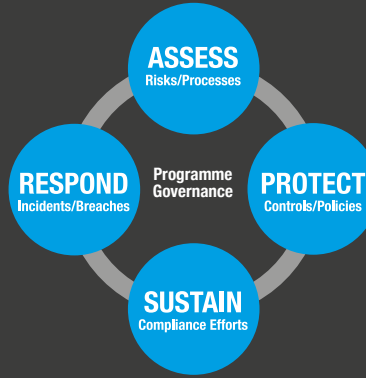 ASSESS
Risks/Processes
RESPOND
Incidents/Breaches
Programme
Governance
PROTECT
Controls/Policies
SUSTAIN
Compliance Efforts